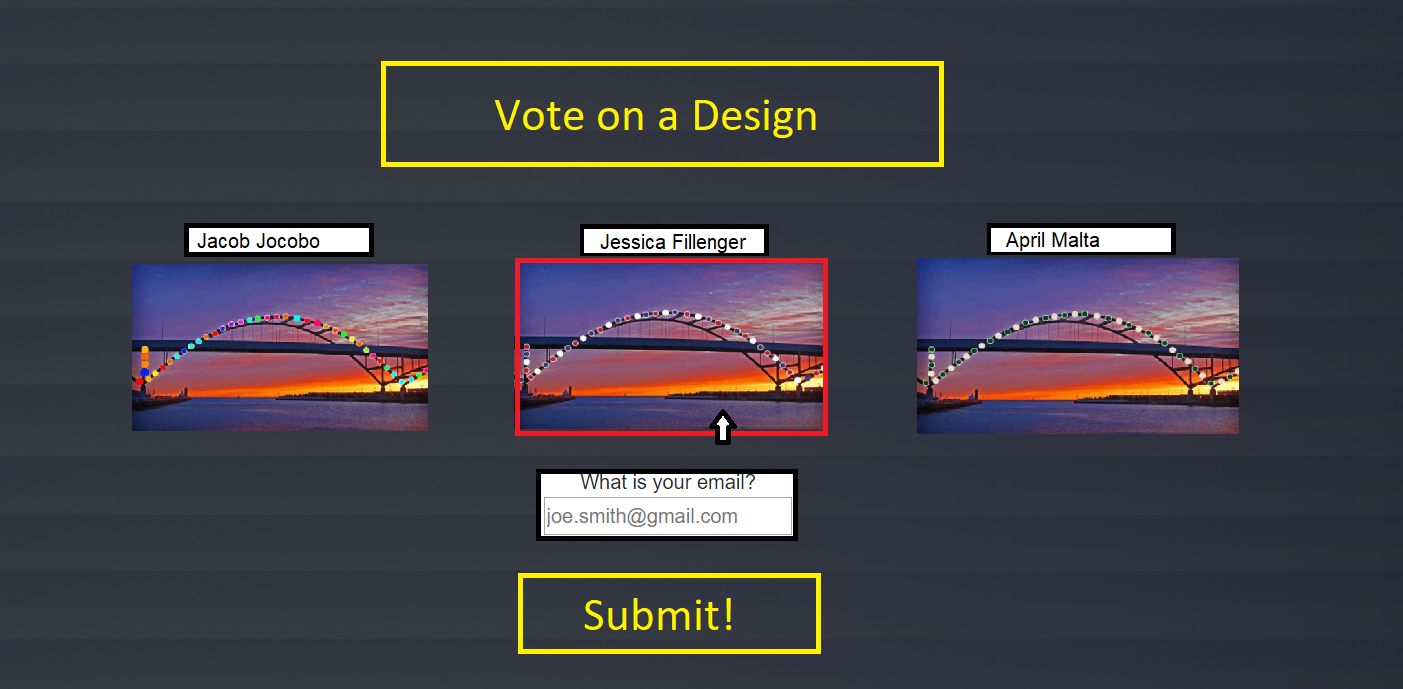 Vote on a Design
Jacob Jocobo
Jessica Fillenger
April Malta
What is your email?
joe.smith@gmail.com
Submit!